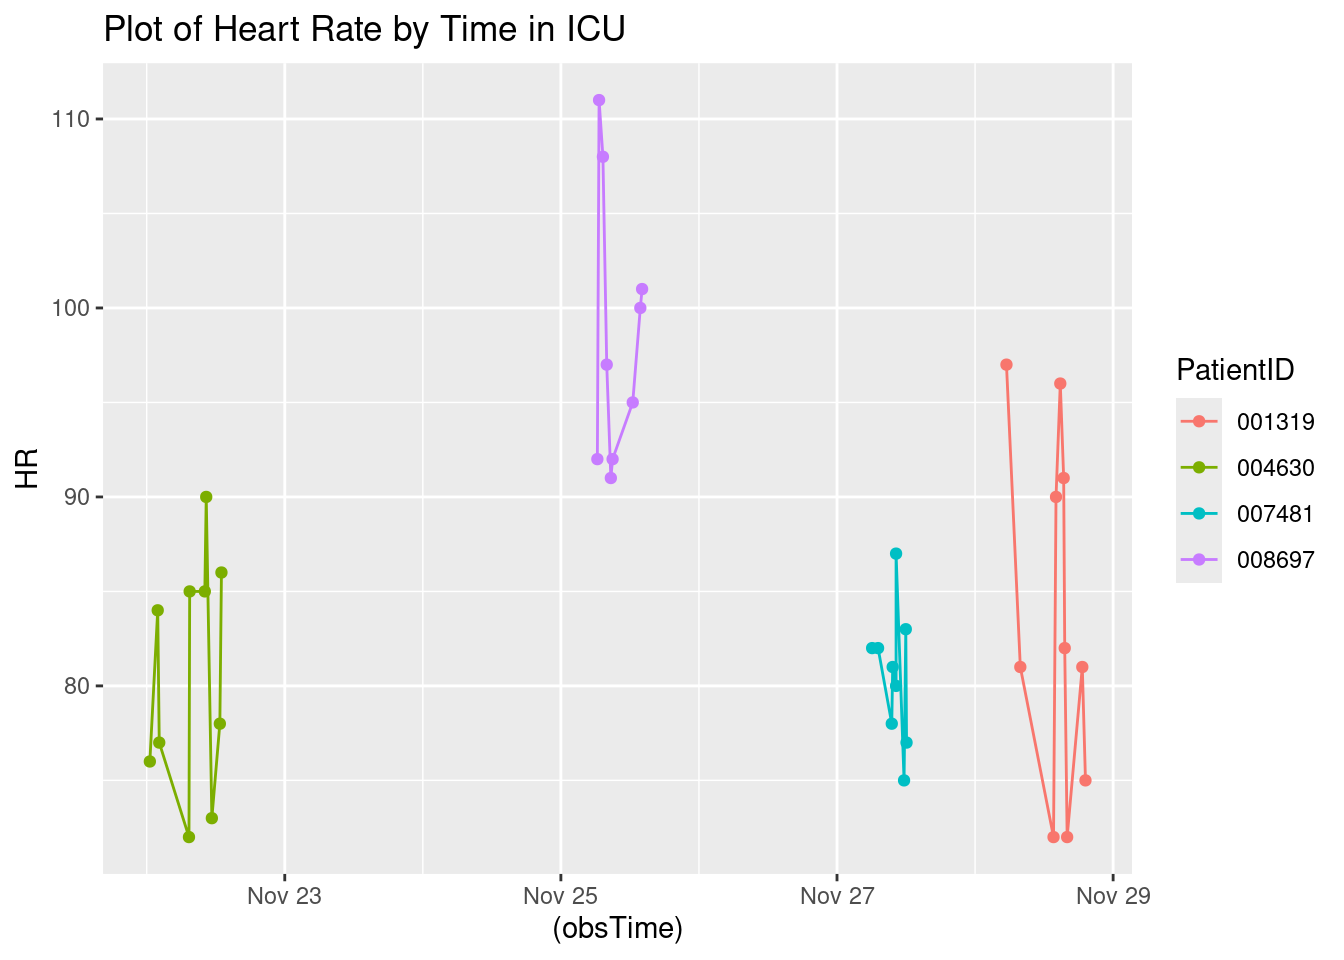 Plot of Heart Rate by Time in ICU
110
100
90
80
HR
Nov 23
Nov 25
Nov 27
Nov 29
(obsTime)
PatientID
001319
004630
007481
008697